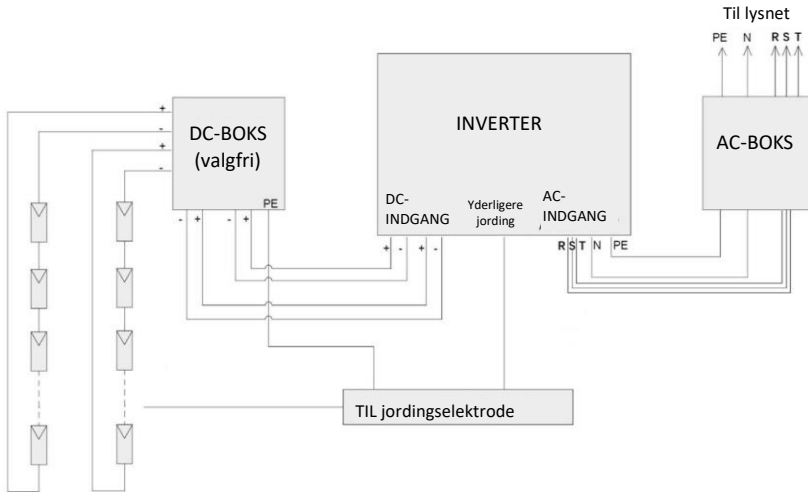 Til lysnet
PE N R S T
DC-BOKS
(valgfri)
+
-
+
-
PE
- + - +
INVERTER
DC-
INDGANG
Yderligere
jording
AC-
INDGANG
+ - + -
R S T N PE
AC-BOKS
TIL jordingselektrode